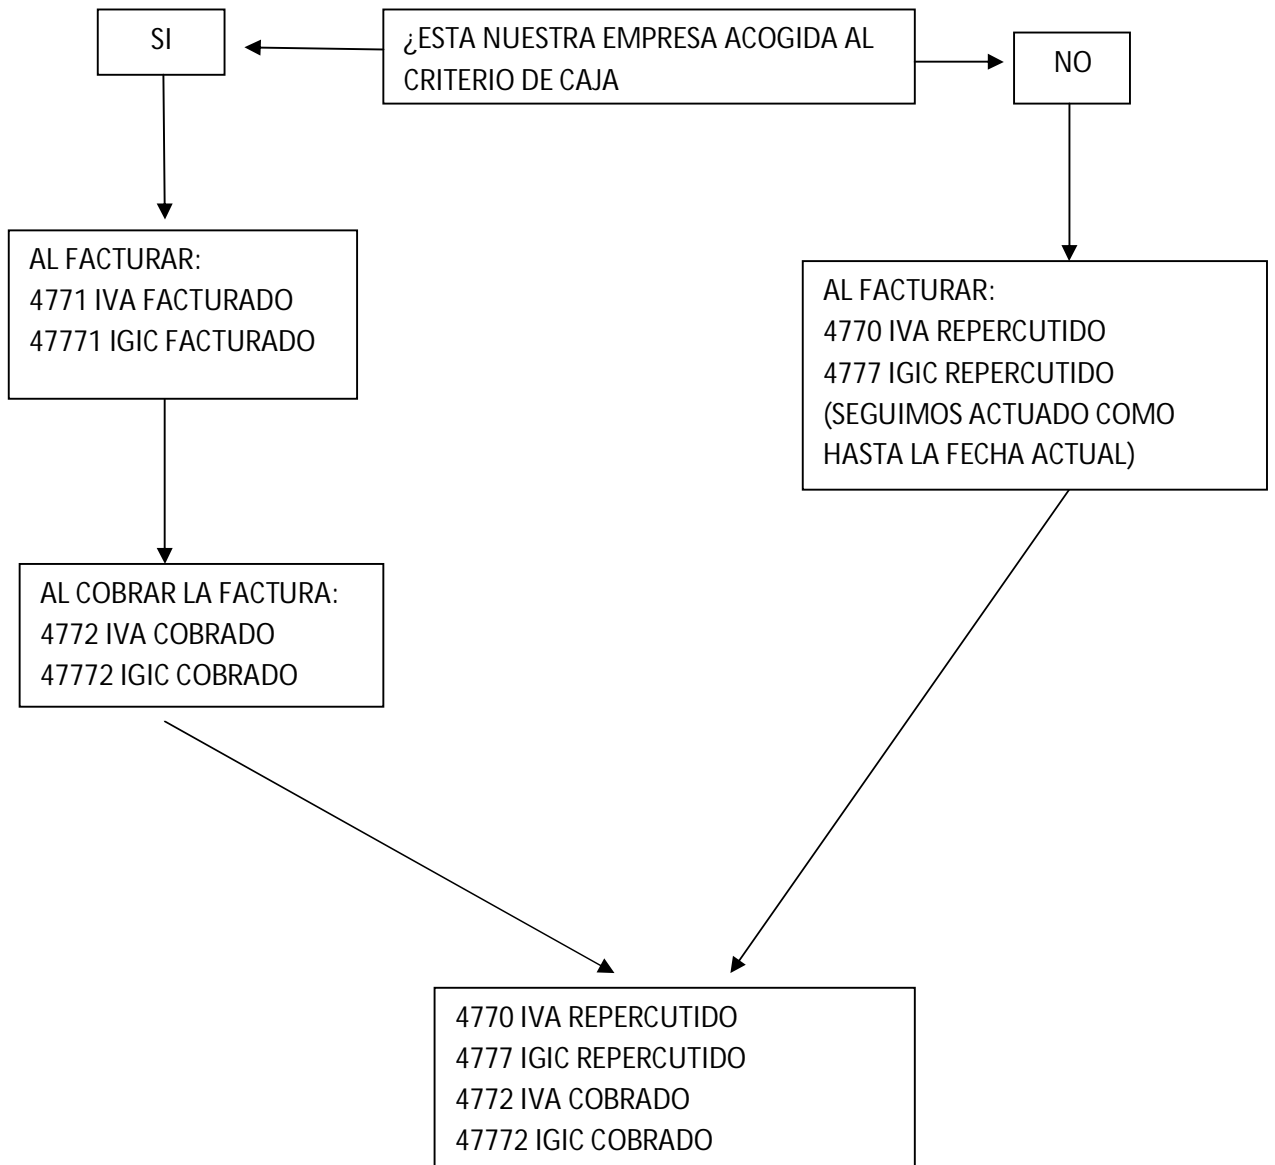 SI
¿ESTA NUESTRA EMPRESA ACOGIDA AL
CRITERIO DE CAJA
NO
AL FACTURAR:
4771 IVA FACTURADO
47771 IGIC FACTURADO
AL FACTURAR:
4770 IVA REPERCUTIDO
4777 IGIC REPERCUTIDO
(SEGUIMOS ACTUADO COMO
HASTA LA FECHA ACTUAL)
AL COBRAR LA FACTURA:
4772 IVA COBRADO
47772 IGIC COBRADO
4770 IVA REPERCUTIDO
4777 IGIC REPERCUTIDO
4772 IVA COBRADO
47772 IGIC COBRADO